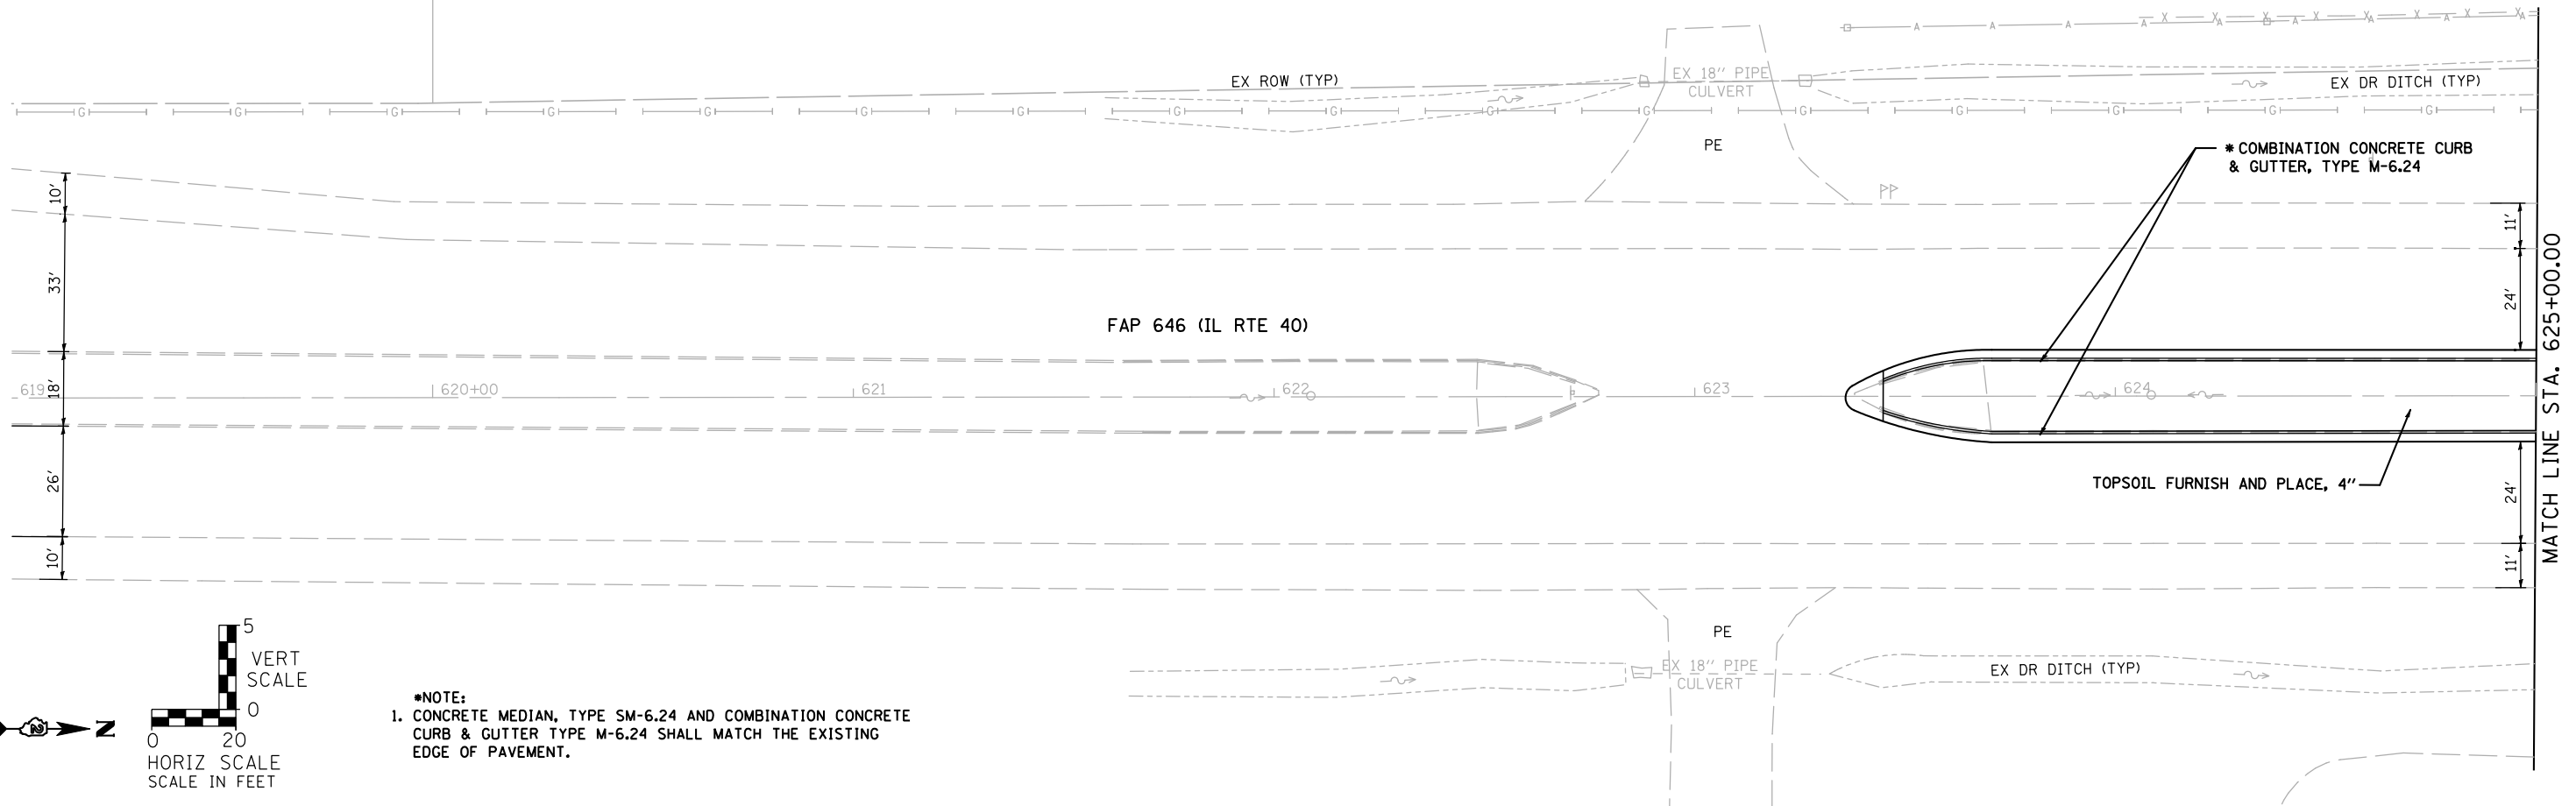 X X X X X X X X
A A A A A A A A A
EX ROW (TYP)
EX 18" PIPE
CULVERT
EX DR DITCH (TYP)
G G G G G G G G G G G G G G G G
PE
* COMBINATION CONCRETE CURB
& GUTTER, TYPE M-6.24
PP
10'
33'
18'
26'
10'
11'
24'
24'
11'
FAP 646 (IL RTE 40)
619
620+00
621
622
623
624
MATCH LINE STA. 625+00.00
TOPSOIL FURNISH AND PLACE, 4"
PE
EX 18" PIPE
CULVERT
EX DR DITCH (TYP)
5
VERT
SCALE
0
0 20
HORIZ SCALE
SCALE IN FEET
N
*NOTE:
1. CONCRETE MEDIAN, TYPE SM-6.24 AND COMBINATION CONCRETE
CURB & GUTTER TYPE M-6.24 SHALL MATCH THE EXISTING
EDGE OF PAVEMENT.